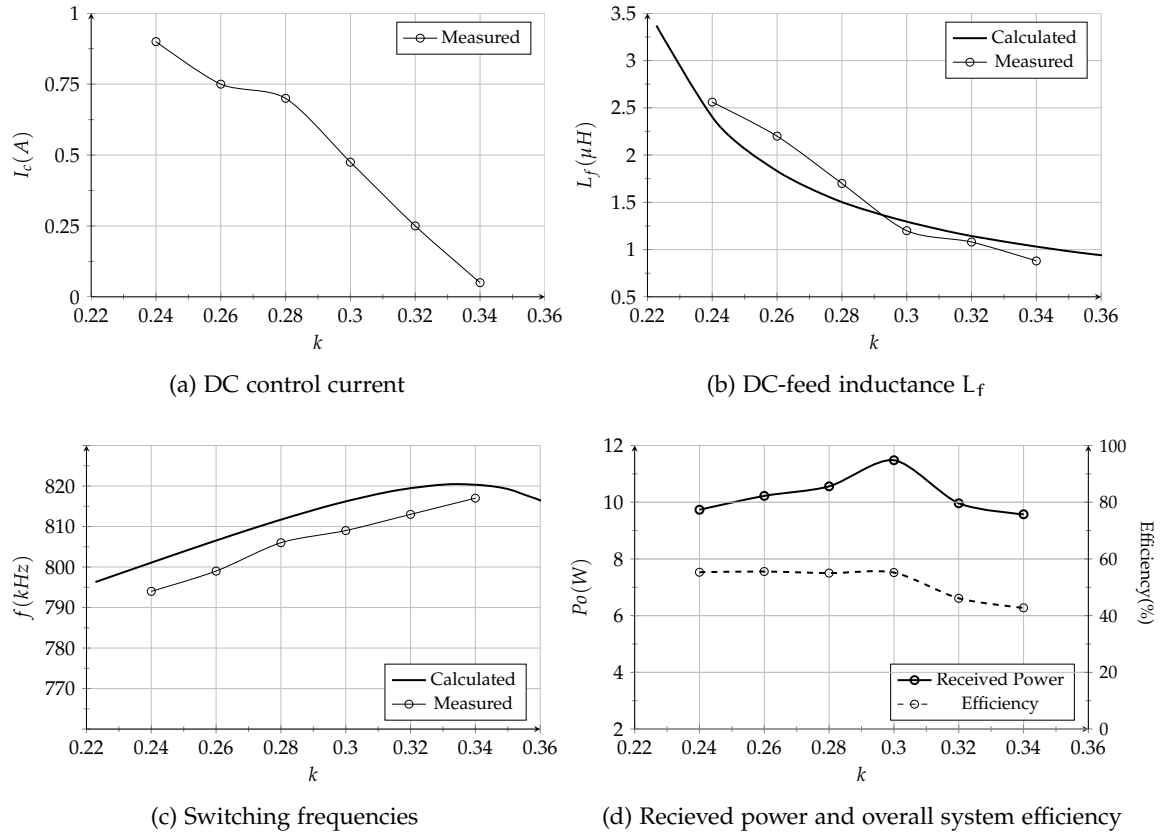 1
0.75
0.5
0.25
0
0.22 0.24 0.26 0.28 0.3 0.32 0.34 0.36
I_c(A)
k
Measured
(a) DC control current
3.5
3
2.5
2
1.5
1
0.5
0.22 0.24 0.26 0.28 0.3 0.32 0.34 0.36
L_f(μH)
k
Calculated
Measured
(b) DC-feed inductance L_f
820
810
800
790
780
770
0.22 0.24 0.26 0.28 0.3 0.32 0.34 0.36
f(kHz)
k
Calculated
Measured
(c) Switching frequencies
12
10
8
6
4
2
0.22 0.24 0.26 0.28 0.3 0.32 0.34 0.36
Po(W)
k
100
80
60
40
20
0
Efficiency(%)
Received Power
Efficiency
(d) Recieved power and overall system efficiency